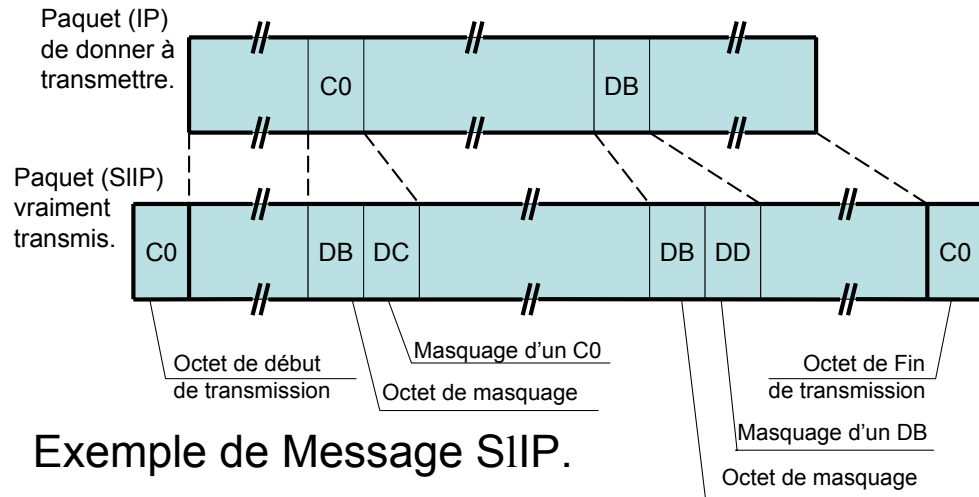 Paquet (IP)
de donner à
transmettre.
C0 DB
Paquet (SIIP)
vraiment
transmis.
C0 DB DC DB DD C0
Octet de début
de transmission
Masquage d'un C0
Octet de masquage
Octet de Fin
de transmission
Masquage d'un DB
Octet de masquage
Exemple de Message SlIP.